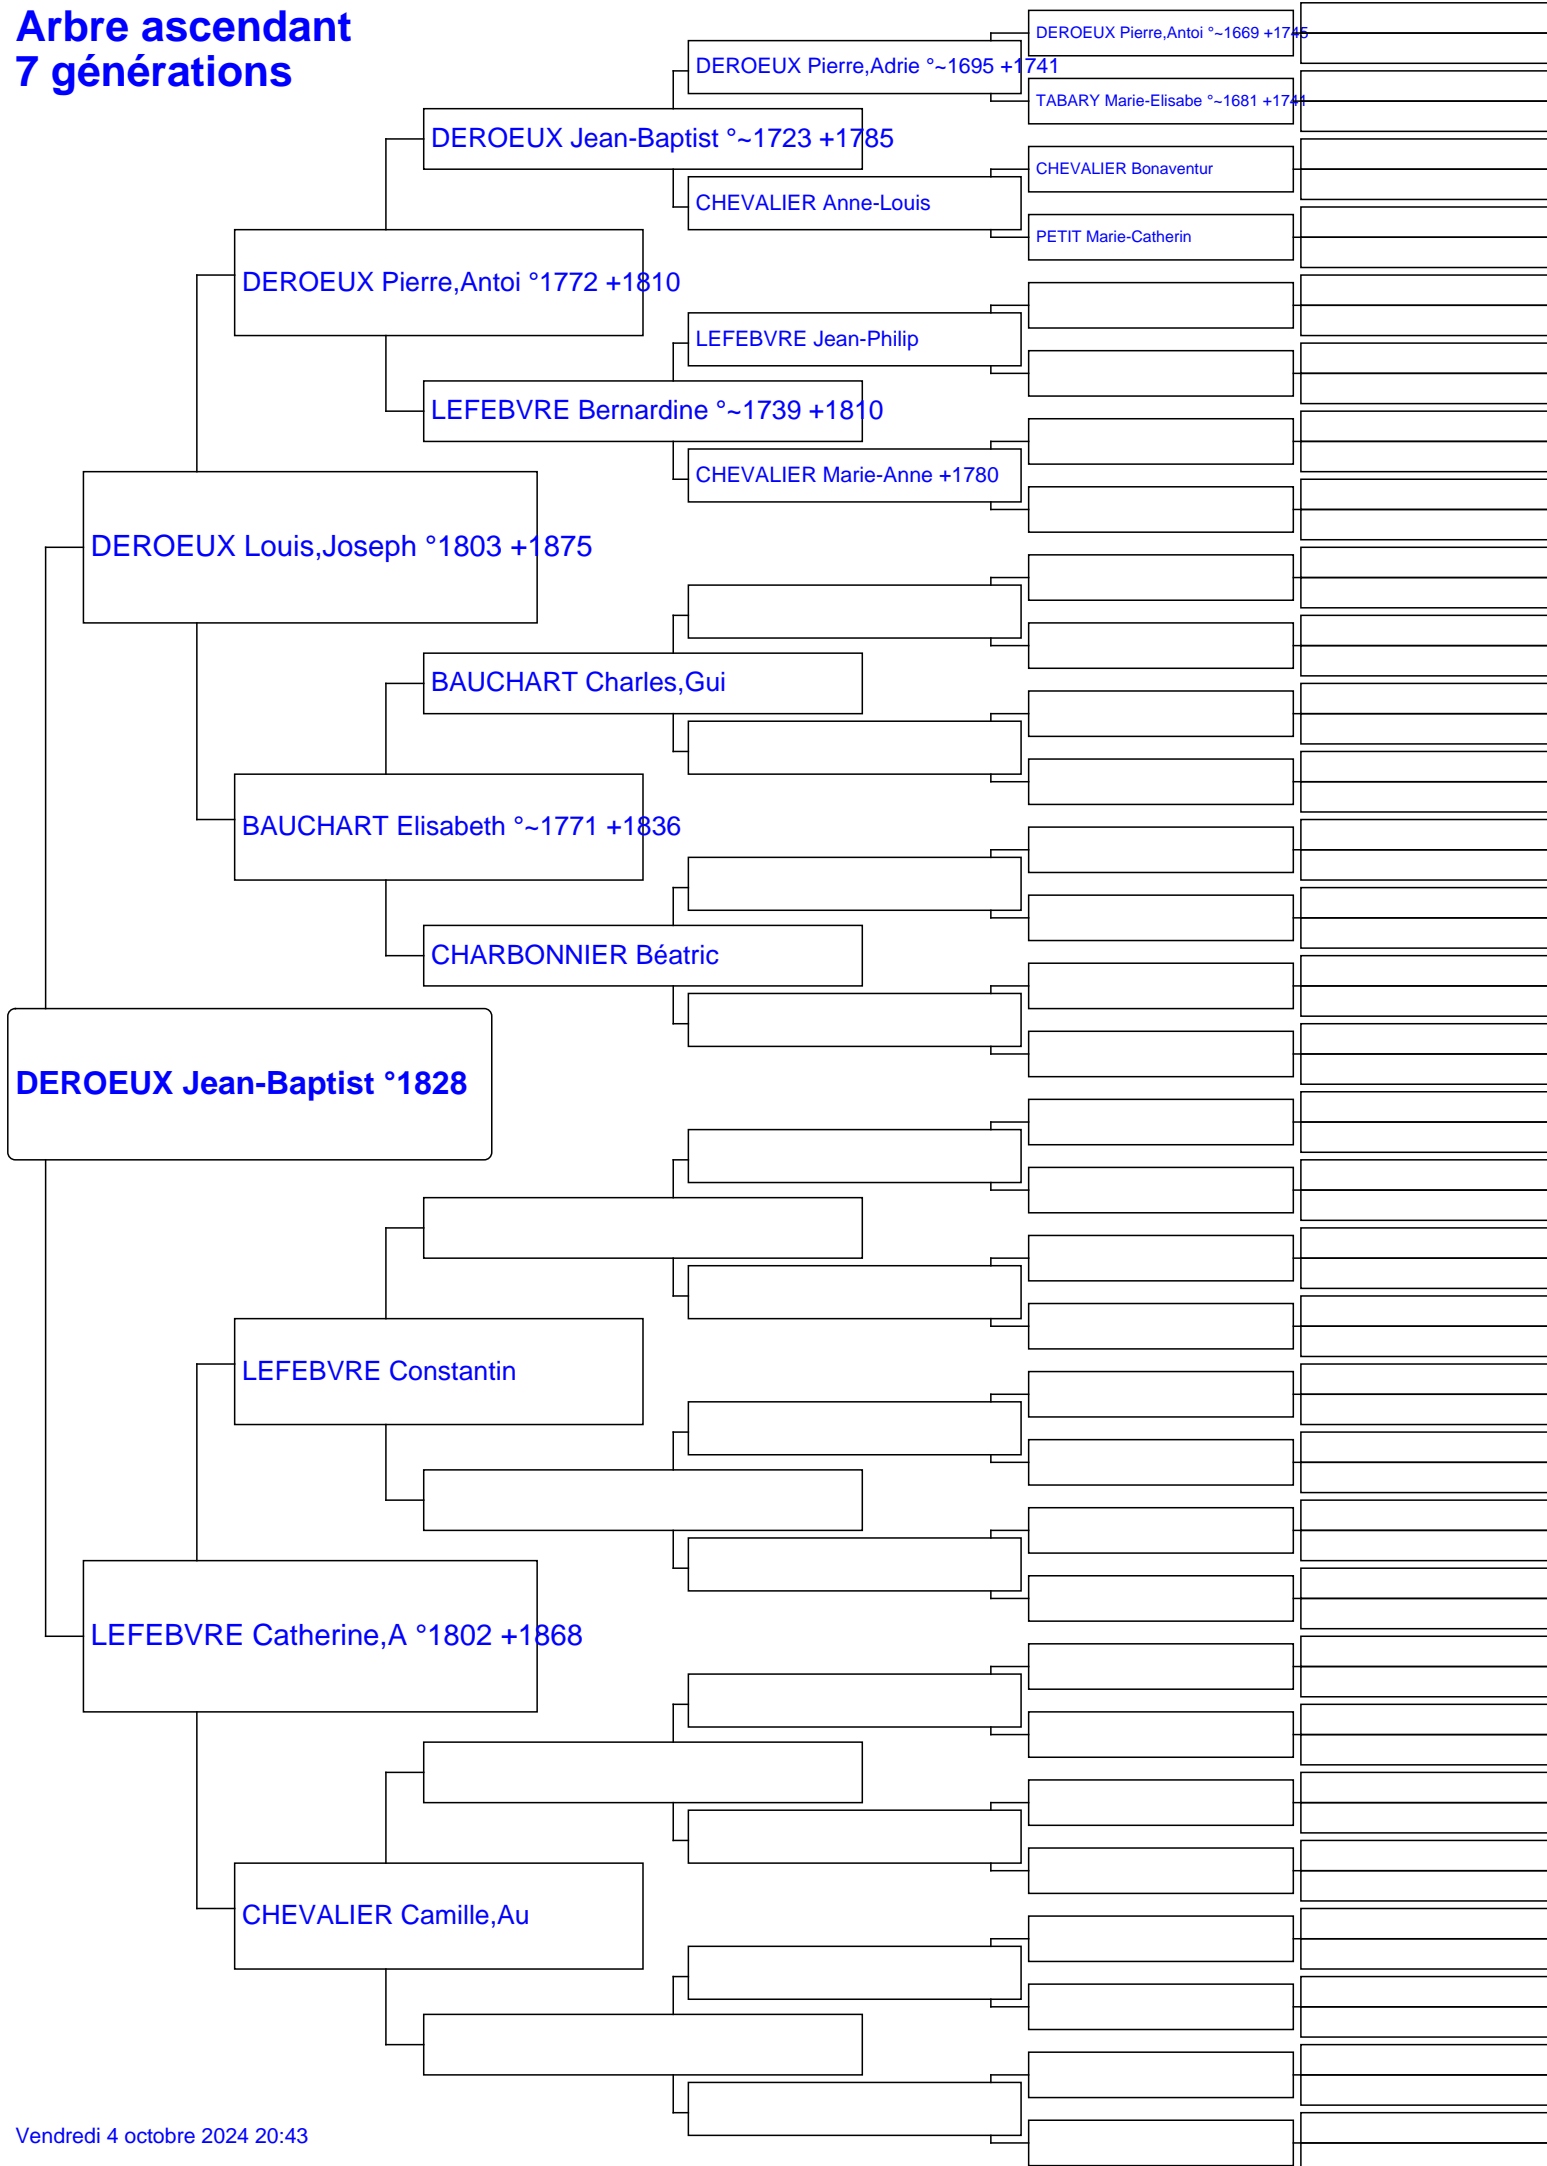 Arbre ascendant
7 générations
DEROEUX Pierre,Antoi °~1669 +1745
DEROEUX Pierre,Adrie °~1695 +1741
TABARY Marie-Elisabe °~1681 +1741
DEROEUX Jean-Baptist °~1723 +1785
CHEVALIER Bonaventur
CHEVALIER Anne-Louis
PETIT Marie-Catherin
DEROEUX Pierre,Antoi °1772 +1810
LEFEBVRE Jean-Philip
LEFEBVRE Bernardine °~1739 +1810
CHEVALIER Marie-Anne +1780
DEROEUX Louis,Joseph °1803 +1875
BAUCHART Charles,Gui
BAUCHART Elisabeth °~1771 +1836
CHARBONNIER Béatric
DEROEUX Jean-Baptist °1828
LEFEBVRE Constantin
LEFEBVRE Catherine,A °1802 +1868
CHEVALIER Camille,Au
Vendredi 4 octobre 2024 20:43